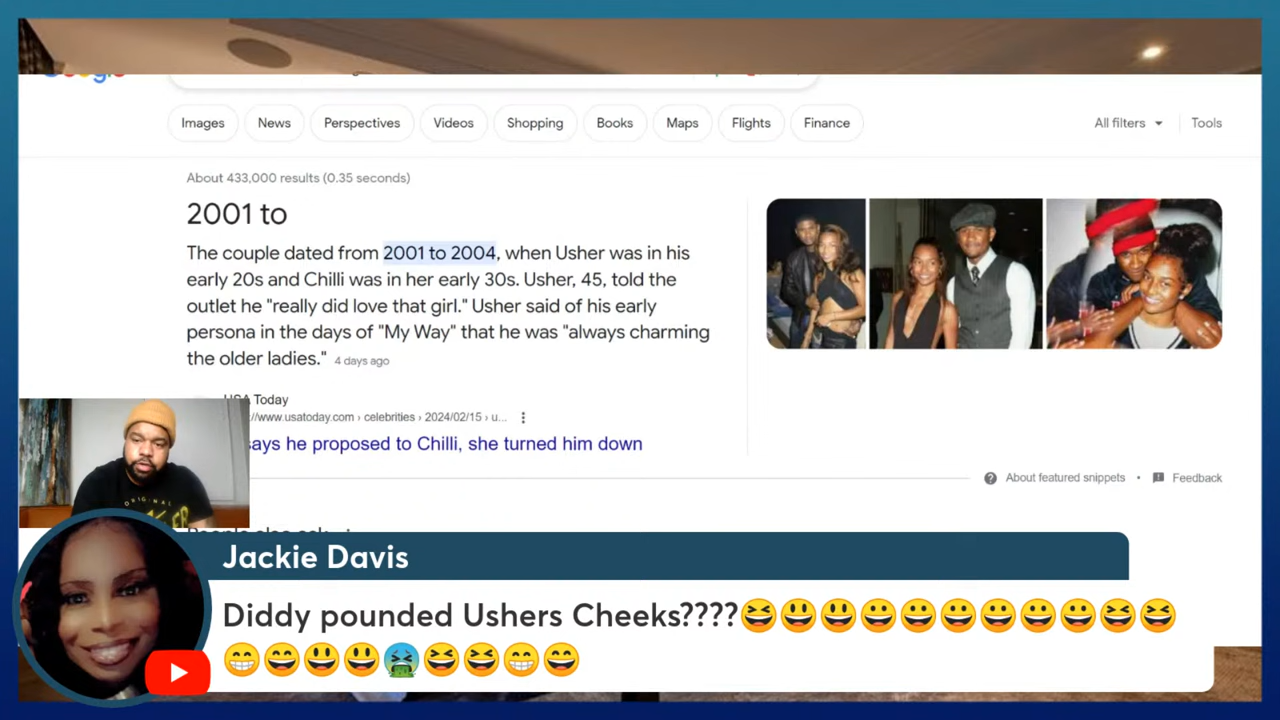 Google
Images News Perspectives Videos Shopping Books Maps Flights Finance All filters Tools
About 433,000 results (0.35 seconds)
2001 to
The couple dated from 2001 to 2004, when Usher was in his
early 20s and Chilli was in her early 30s. Usher, 45, told the
outlet he "really did love that girl." Usher said of his early
persona in the days of "My Way" that he was "always charming
the older ladies." 4 days ago
USA Today
//www.usatoday.com › celebrities › 2024/02/15 › u...
says he proposed to Chilli, she turned him down
About featured snippets • Feedback
People also ask
ORIGINAL
Jackie Davis
Diddy pounded Ushers Cheeks????😆😃😃😀😀😀😀😀😀😆😆
😁😄😃😃🤮😆😆😁😄